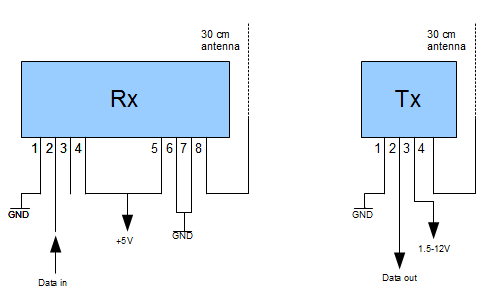 30 cm
antenna
Rx
1 2 3 4 5 6 7 8
GND
+5V
GND
Data in
30 cm
antenna
Tx
1 2 3 4
GND
1.5-12V
Data out